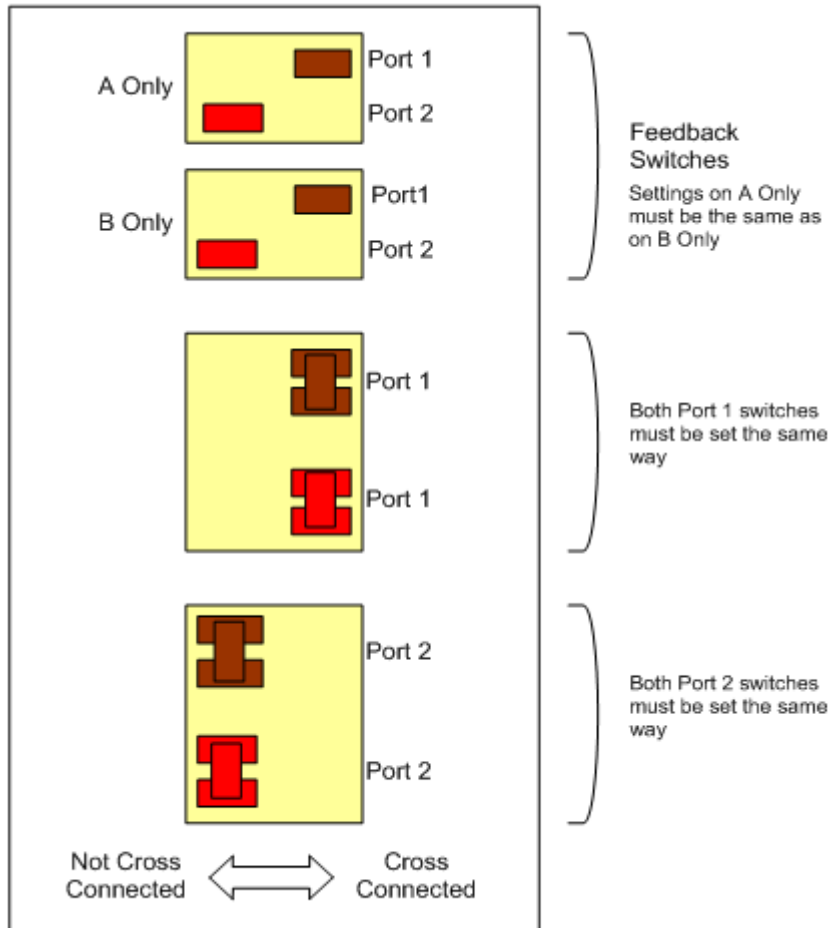 A Only
Port 1
Port 2
B Only
Port1
Port 2
Feedback
Switches
Settings on A Only
must be the same as
on B Only
Port 1
Port 1
Both Port 1 switches
must be set the same
way
Port 2
Port 2
Both Port 2 switches
must be set the same
way
Not Cross
Connected
Cross
Connected